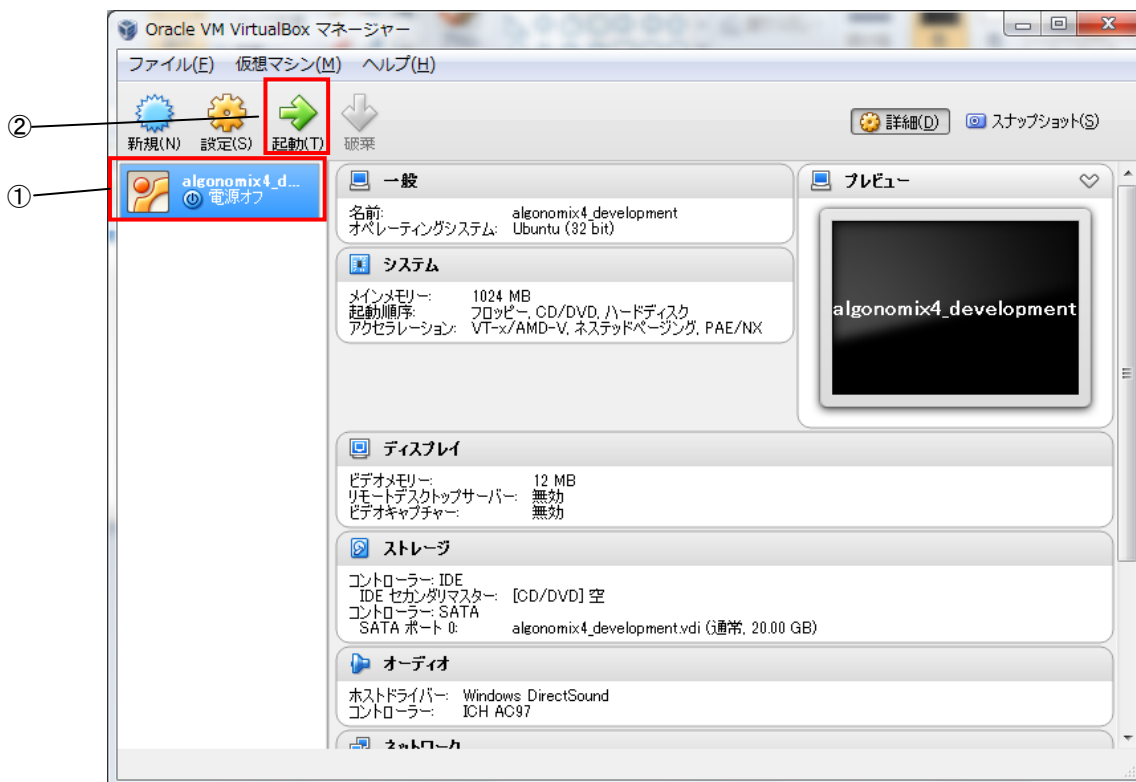 Oracle VM VirtualBox マネージャー
ファイル(F) 仮想マシン(M) ヘルプ(H)
②
新規(N) 設定(S) 起動(T) 破棄
詳細(D) スナップショット(S)
①
algonomix4_d...
電源オフ
一般
名前: algonomix4_development
オペレーティングシステム: Ubuntu (32 bit)
システム
メインメモリー: 1024 MB
起動順序: フロッピー, CD/DVD, ハードディスク
アクセラレーション: VT-x/AMD-V, ネステッドページング, PAE/NX
プレビュー
algonomix4_development
ディスプレイ
ビデオメモリー: 12 MB
リモートデスクトップサーバー: 無効
ビデオキャプチャー: 無効
ストレージ
コントローラー: IDE
IDE セカンダリマスター: [CD/DVD] 空
コントローラー: SATA
SATA ポート 0: algonomix4_development.vdi (通常, 20.00 GB)
オーディオ
ホストドライバー: Windows DirectSound
コントローラー: ICH AC97
ネットワーク